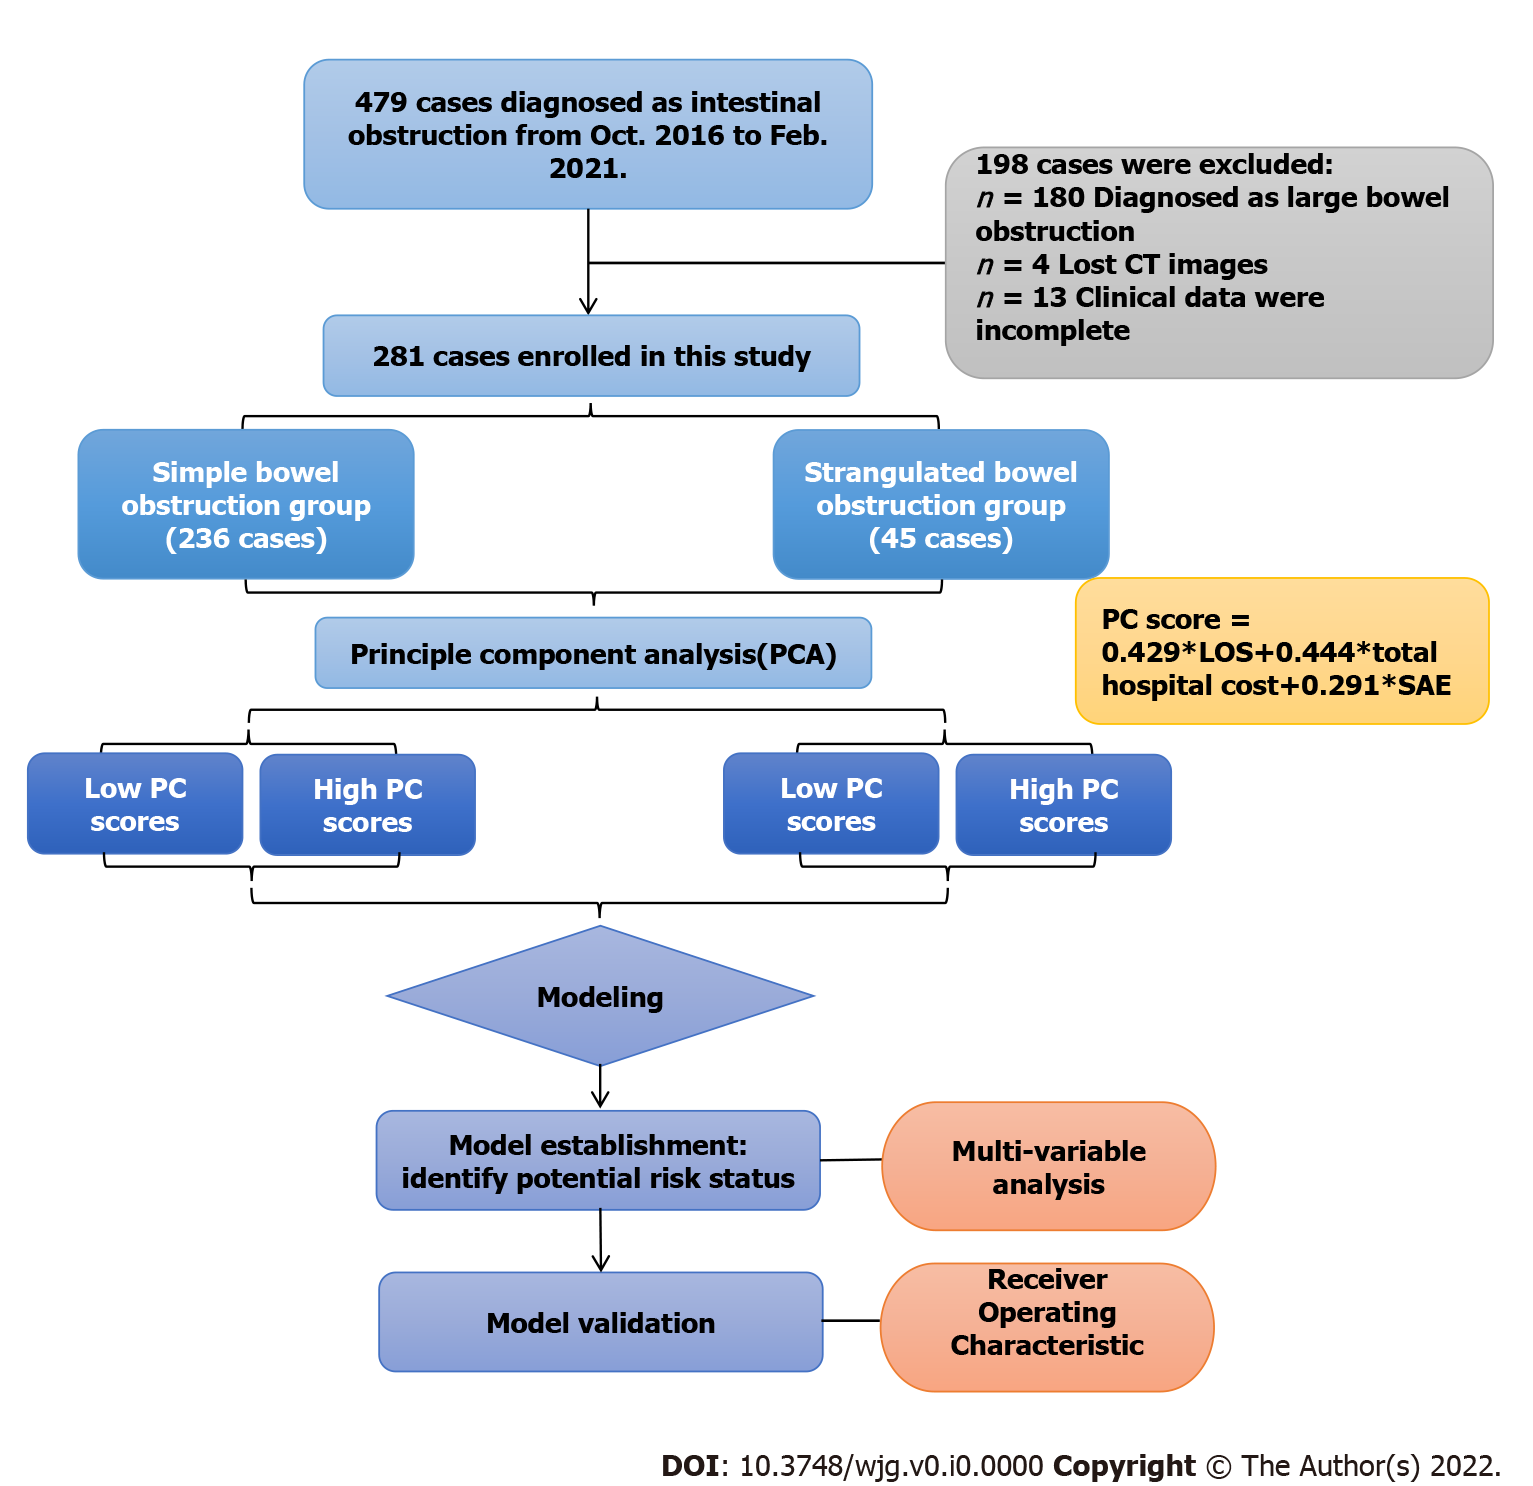 479 cases diagnosed as intestinal
obstruction from Oct. 2016 to Feb.
2021.
198 cases were excluded:
n = 180 Diagnosed as large bowel
obstruction
n = 4 Lost CT images
n = 13 Clinical data were
incomplete
281 cases enrolled in this study
Simple bowel
obstruction group
(236 cases)
Strangulated bowel
obstruction group
(45 cases)
PC score =
0.429*LOS+0.444*total
hospital cost+0.291*SAE
Principle component analysis(PCA)
Low PC
scores
High PC
scores
Low PC
scores
High PC
scores
Modeling
Model establishment:
identify potential risk status
Multi-variable
analysis
Model validation
Receiver
Operating
Characteristic
DOI: 10.3748/wjg.v0.i0.0000 Copyright © The Author(s) 2022.